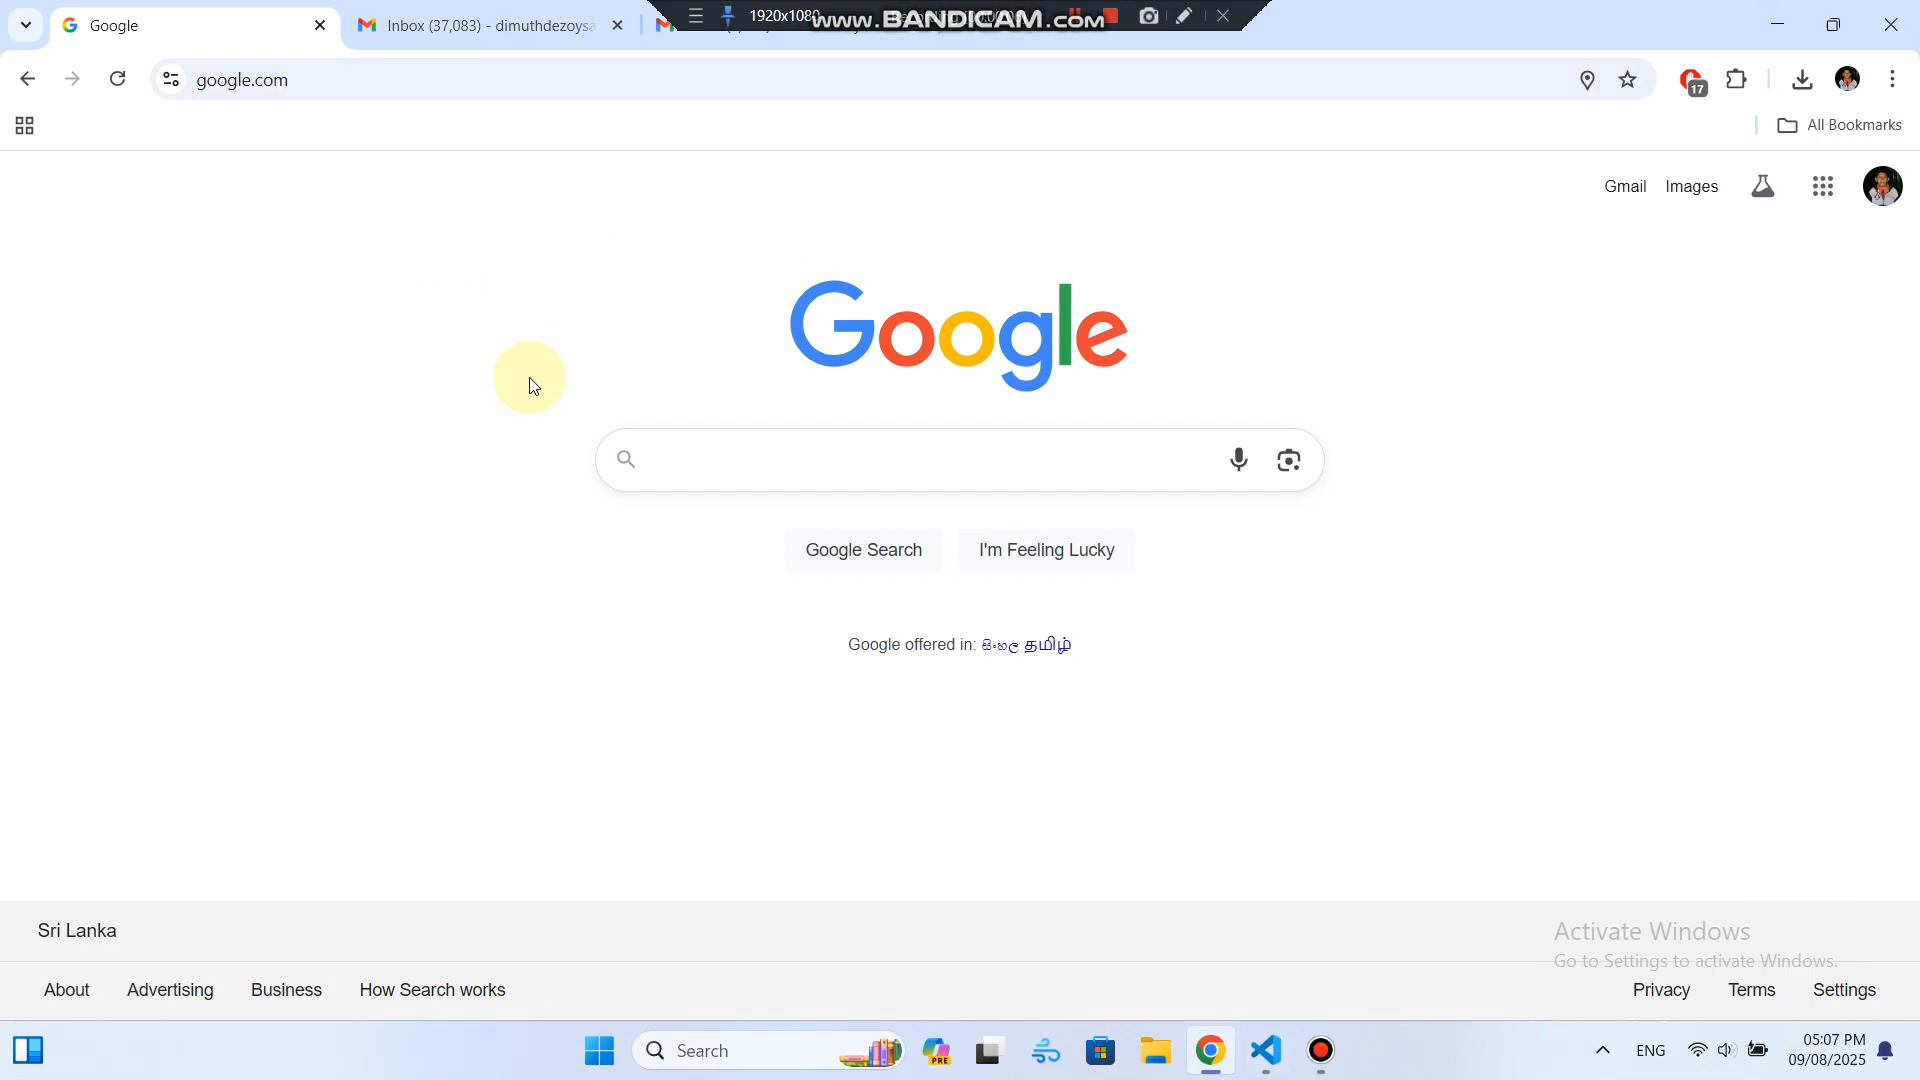 Google
Inbox (37,083) - dimuthdezoysa
1920x1080
www.BANDICAM.com
google.com
17
All Bookmarks
Gmail
Images
Google
Google Search
I'm Feeling Lucky
Google offered in: සිංහල தமிழ்
Sri Lanka
Activate Windows
Go to Settings to activate Windows.
About
Advertising
Business
How Search works
Privacy
Terms
Settings
Search
PRE
ENG
05:07 PM
09/08/2025